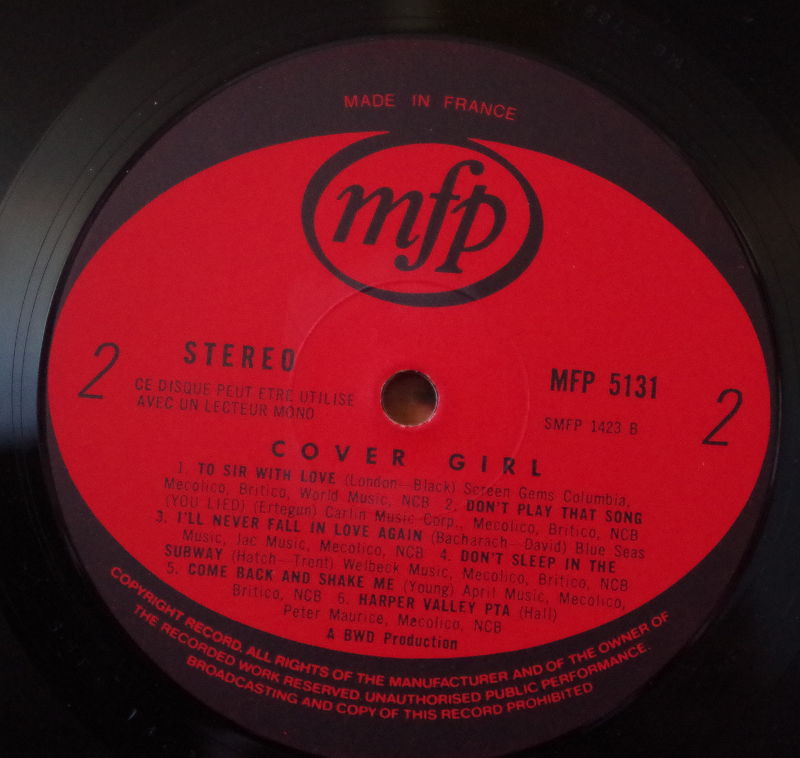 MADE IN FRANCE
mfp
2
STEREO
CE DISQUE PEUT ETRE UTILISE
AVEC UN LECTEUR MONO
MFP 5131
SMFP 1423 B
2
COVER GIRL
1. TO SIR WITH LOVE (London—Black) Screen Gems Columbia,
Mecolico, Britico, World Music, NCB 2. DON'T PLAY THAT SONG
(YOU LIED) (Ertegun) Carlin Music Corp., Mecolico, Britico, NCB
3. I'LL NEVER FALL IN LOVE AGAIN (Bacharach—David) Blue Seas
Music, Jac Music, Mecolico, NCB 4. DON'T SLEEP IN THE
SUBWAY (Hatch—Trent) Welbeck Music, Mecolico, Britico, NCB
5. COME BACK AND SHAKE ME (Young) April Music, Mecolico,
Britico, NCB 6. HARPER VALLEY PTA (Hall)
Peter Maurice, Mecolico, NCB
A BWD Production
COPYRIGHT RECORD. ALL RIGHTS OF THE MANUFACTURER AND OF THE OWNER OF
THE RECORDED WORK RESERVED. UNAUTHORISED PUBLIC PERFORMANCE.
BROADCASTING AND COPY OF THIS RECORD PROHIBITED